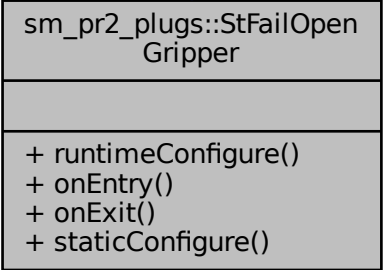 sm_pr2_plugs::StFailOpen
Gripper
+ runtimeConfigure()
+ onEntry()
+ onExit()
+ staticConfigure()